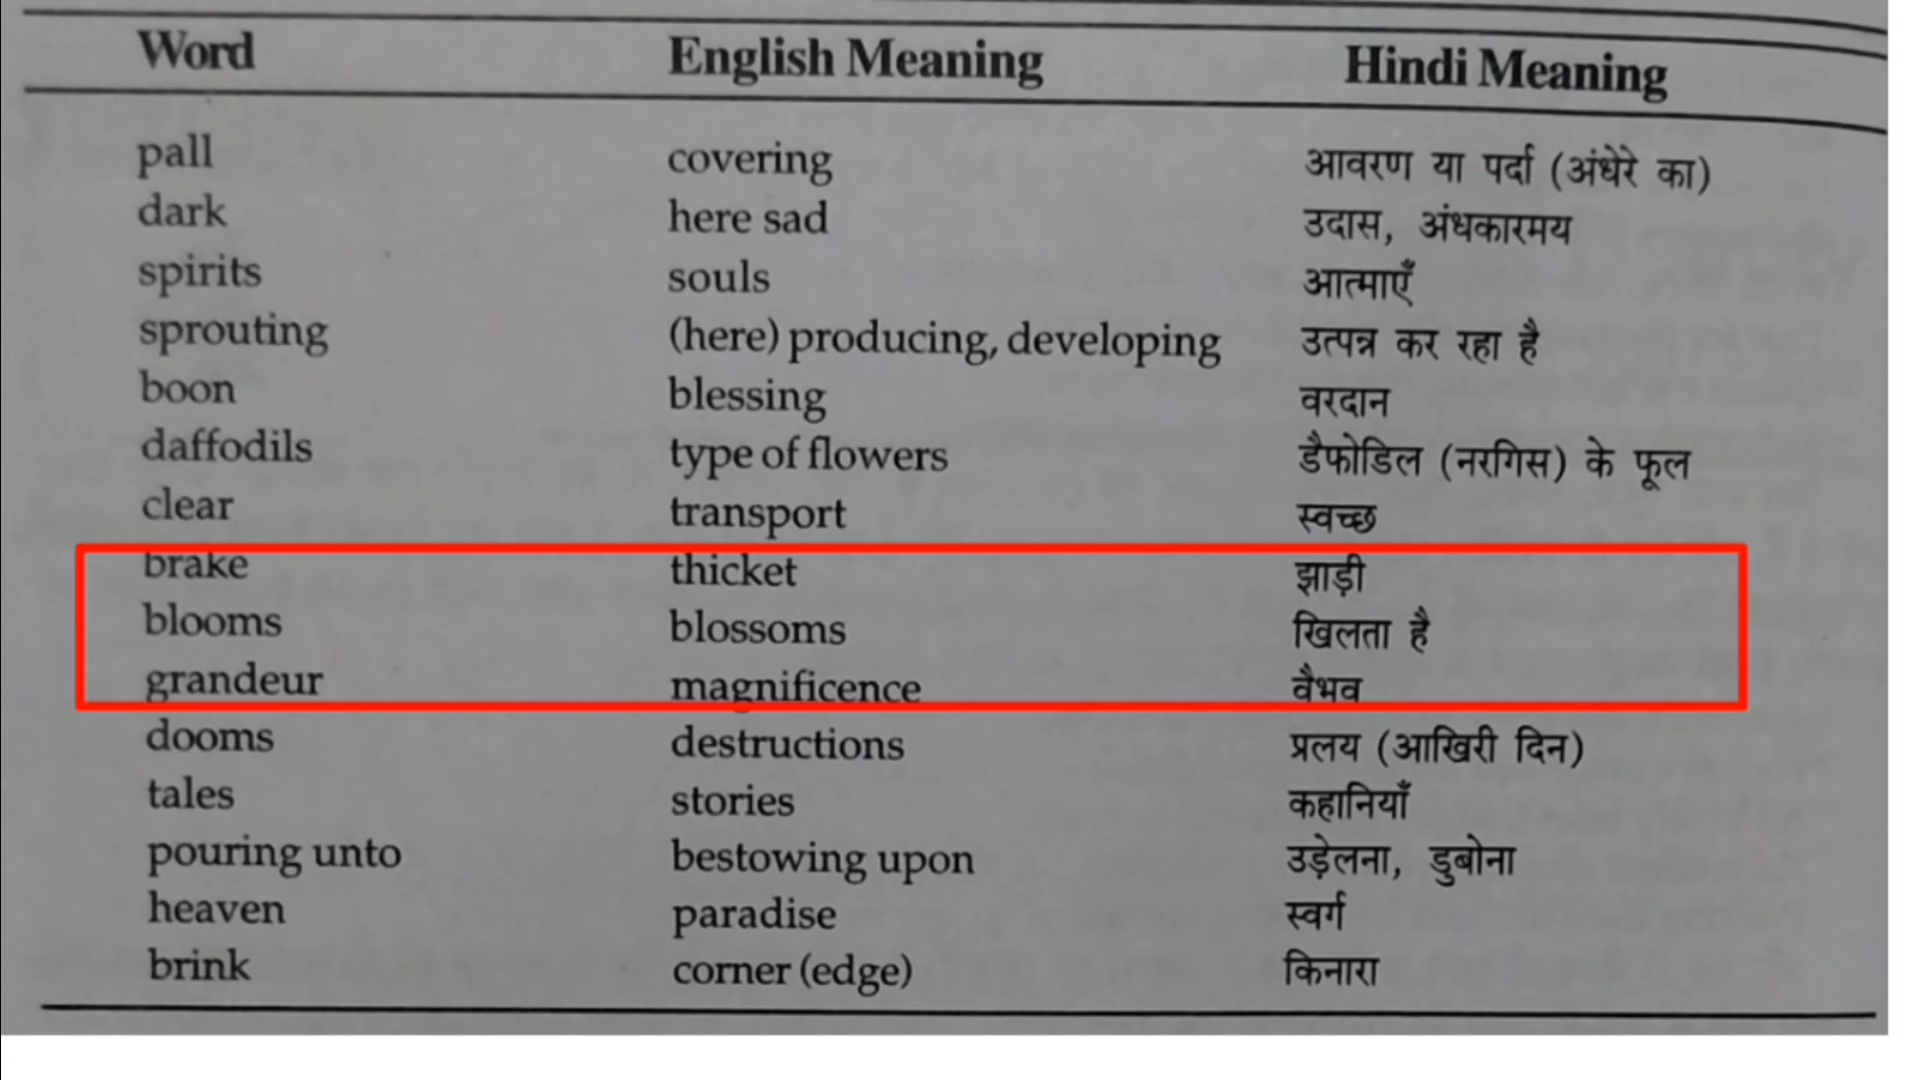 Word English Meaning Hindi Meaning
pall covering आवरण या पर्दा (अंधेरे का)
dark here sad उदास, अंधकारमय
spirits souls आत्माएँ
sprouting (here) producing, developing उत्पन्न कर रहा है
boon blessing वरदान
daffodils type of flowers डैफोडिल (नरगिस) के फूल
clear transport स्वच्छ
brake thicket झाड़ी
blooms blossoms खिलता है
grandeur magnificence वैभव
dooms destructions प्रलय (आखिरी दिन)
tales stories कहानियाँ
pouring unto bestowing upon उड़ेलना, डुबोना
heaven paradise स्वर्ग
brink corner (edge) किनारा